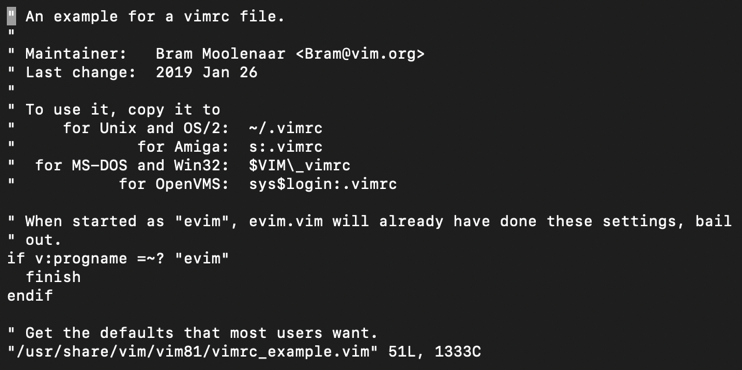 " An example for a vimrc file.
"
" Maintainer:   Bram Moolenaar <Bram@vim.org>
" Last change:  2019 Jan 26
"
" To use it, copy it to
"     for Unix and OS/2:  ~/.vimrc
"             for Amiga:  s:.vimrc
"  for MS-DOS and Win32:  $VIM\_vimrc
"           for OpenVMS:  sys$login:.vimrc

" When started as "evim", evim.vim will already have done these settings, bail
" out.
if v:progname =~? "evim"
  finish
endif

" Get the defaults that most users want.
"/usr/share/vim/vim81/vimrc_example.vim" 51L, 1333C